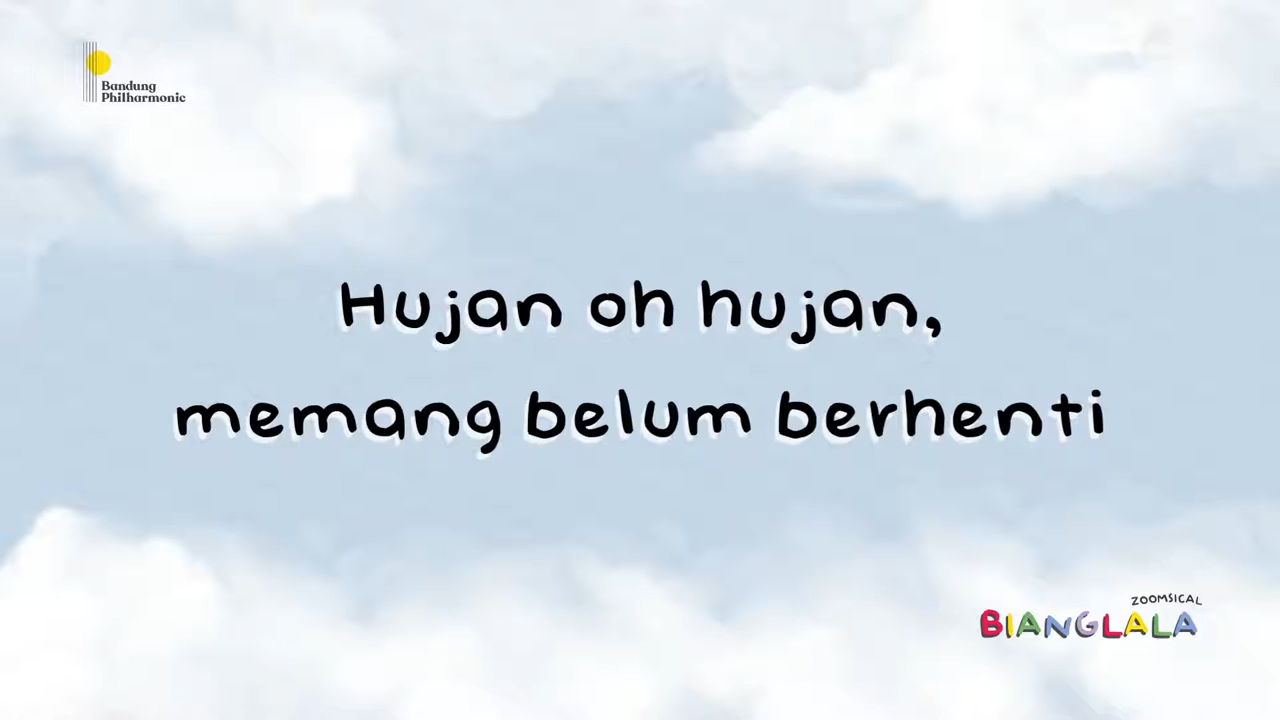 Bandung
Philharmonic
Hujan oh hujan,
memang belum berhenti
ZOOMSICAL
BIANGLALA